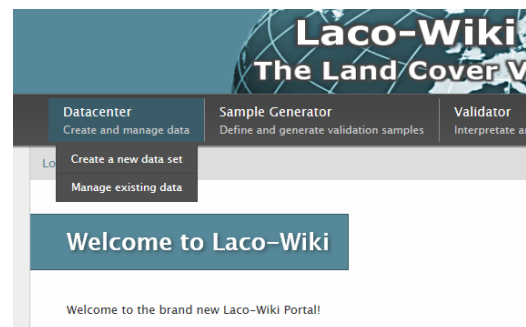 Laco-Wiki
The Land Cover
Datacenter
Create and manage data
Sample Generator
Define and generate validation samples
Validator
Interpretate
Create a new data set
Manage existing data
Welcome to Laco-Wiki
Welcome to the brand new Laco-Wiki Portal!